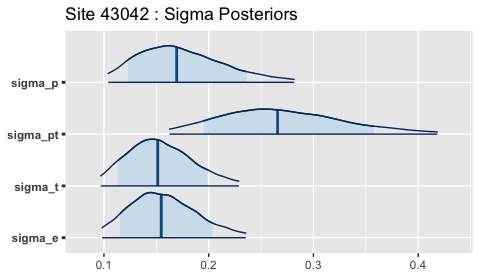 Site 43042 : Sigma Posteriors
sigma_p
sigma_pt
sigma_t
sigma_e
0.1 0.2 0.3 0.4